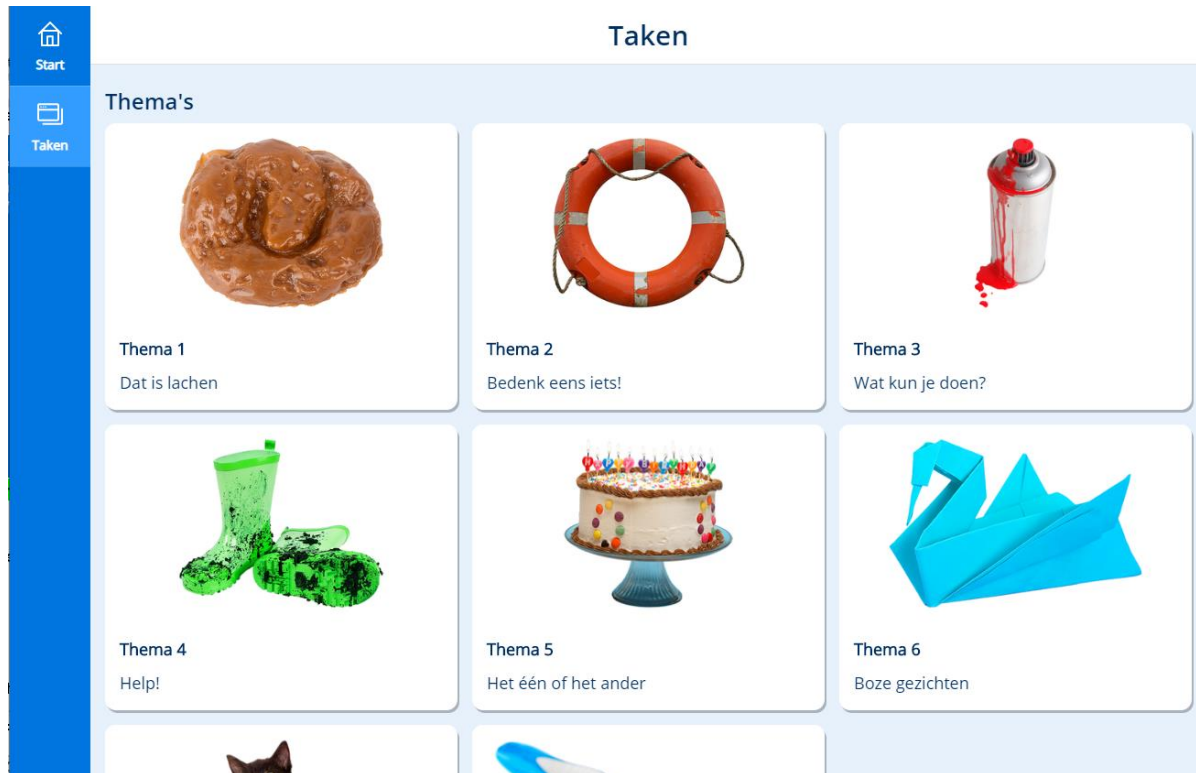 Start
Taken
Taken
Thema's
Thema 1
Dat is lachen
Thema 2
Bedenk eens iets!
Thema 3
Wat kun je doen?
Thema 4
Help!
Thema 5
Het één of het ander
Thema 6
Boze gezichten